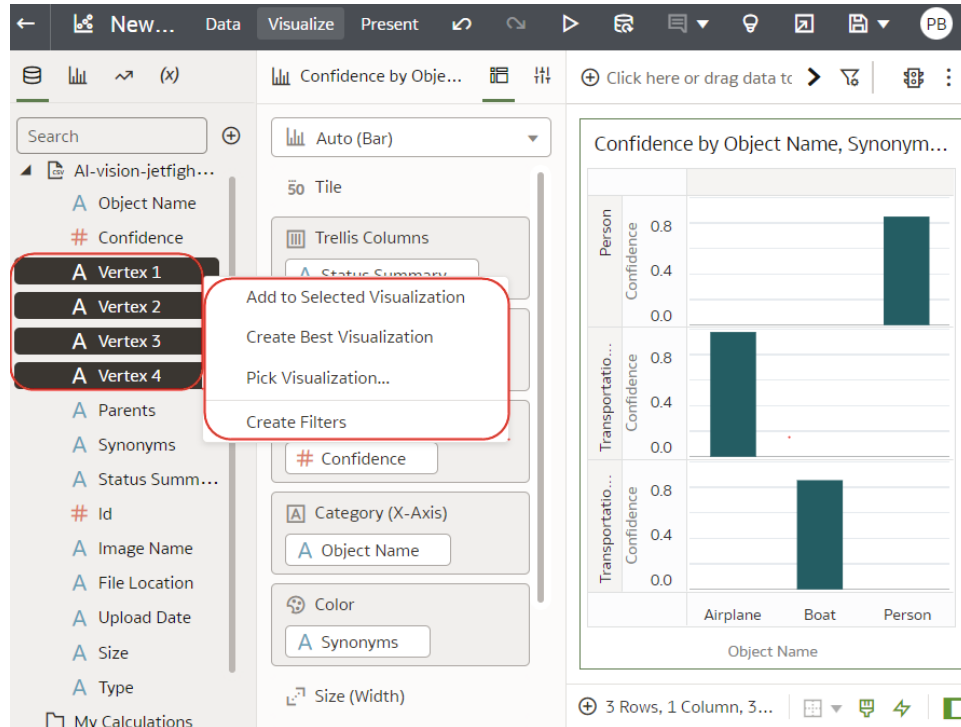 New... Data Visualize Present PB
(x)
Confidence by Obje...
Click here or drag data tc
Search
Auto (Bar)
AI-vision-jetfigh...
A Object Name
# Confidence
A Vertex 1
A Vertex 2
A Vertex 3
A Vertex 4
A Parents
A Synonyms
A Status Summ...
# Id
A Image Name
A File Location
A Upload Date
A Size
A Type
My Calculations
50 Tile
Trellis Columns
A Status Summary
Add to Selected Visualization
Create Best Visualization
Pick Visualization...
Create Filters
# Confidence
A Category (X-Axis)
A Object Name
Color
A Synonyms
Size (Width)
Confidence by Object Name, Synonym...
Person
Confidence
0.8
0.4
0.0
Transportatio...
Confidence
0.8
0.4
0.0
Transportatio...
Confidence
0.8
0.4
0.0
Airplane Boat Person
Object Name
3 Rows, 1 Column, 3...